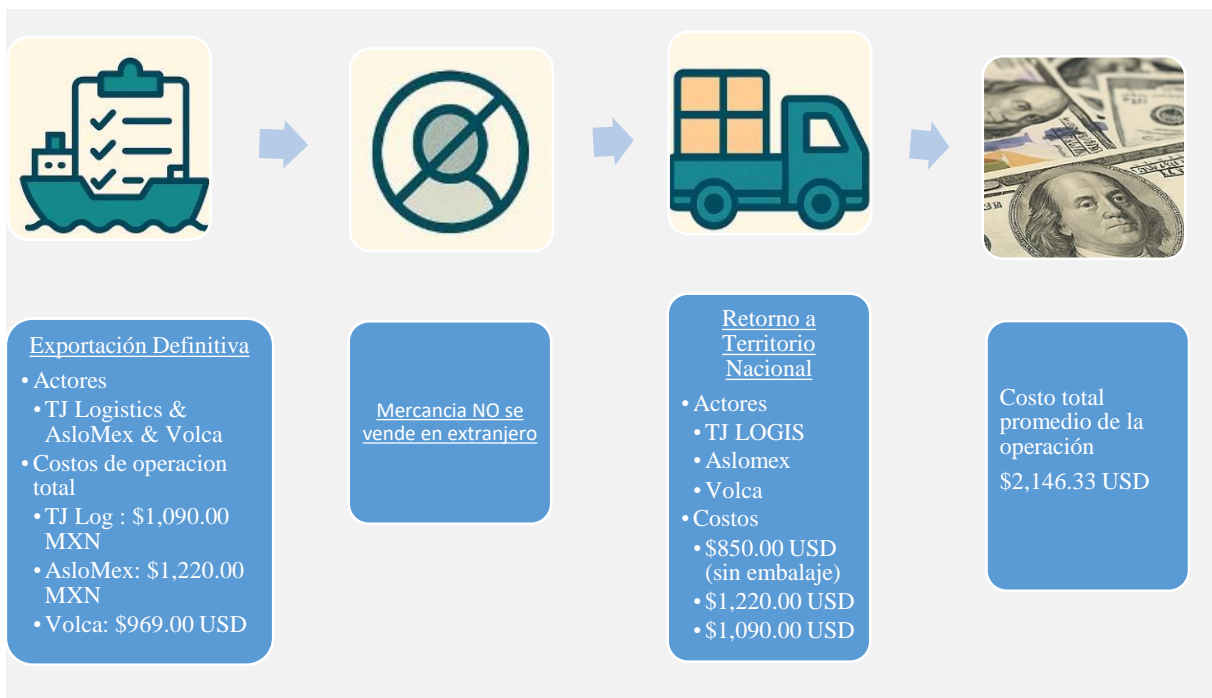 Exportación Definitiva
• Actores
• TJ Logistics &
AsloMex & Volca
• Costos de operacion
total
• TJ Log : $1,090.00
MXN
• AsloMex: $1,220.00
MXN
• Volca: $969.00 USD
Mercancia NO se
vende en extranjero
Retorno a
Territorio
Nacional
• Actores
• TJ LOGIS
• Aslomex
• Volca
• Costos
• $850.00 USD
(sin embalaje)
• $1,220.00 USD
• $1,090.00 USD
Costo total
promedio de la
operación
$2,146.33 USD